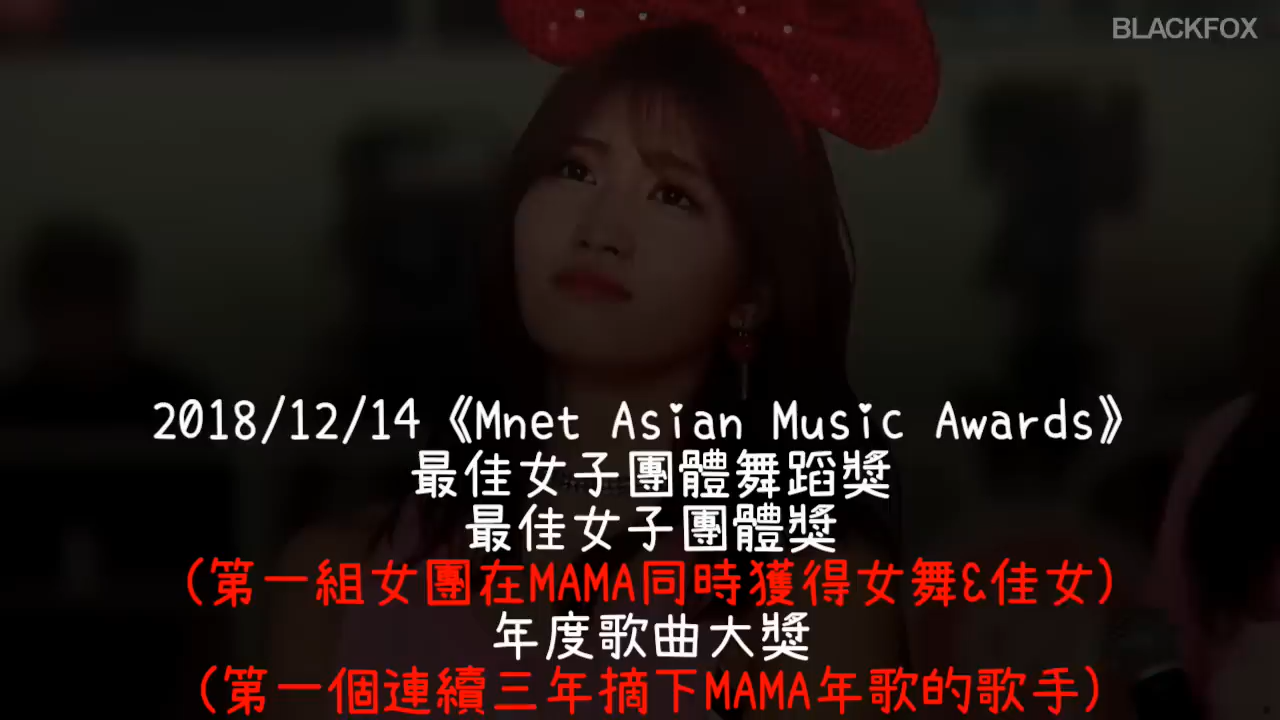 BLACKFOX
2018/12/14《Mnet Asian Music Awards》
最佳女子團體舞蹈獎
最佳女子團體獎
(第一組女團在MAMA同時獲得女舞&佳女)
年度歌曲大獎
(第一個連續三年摘下MAMA年歌的歌手)